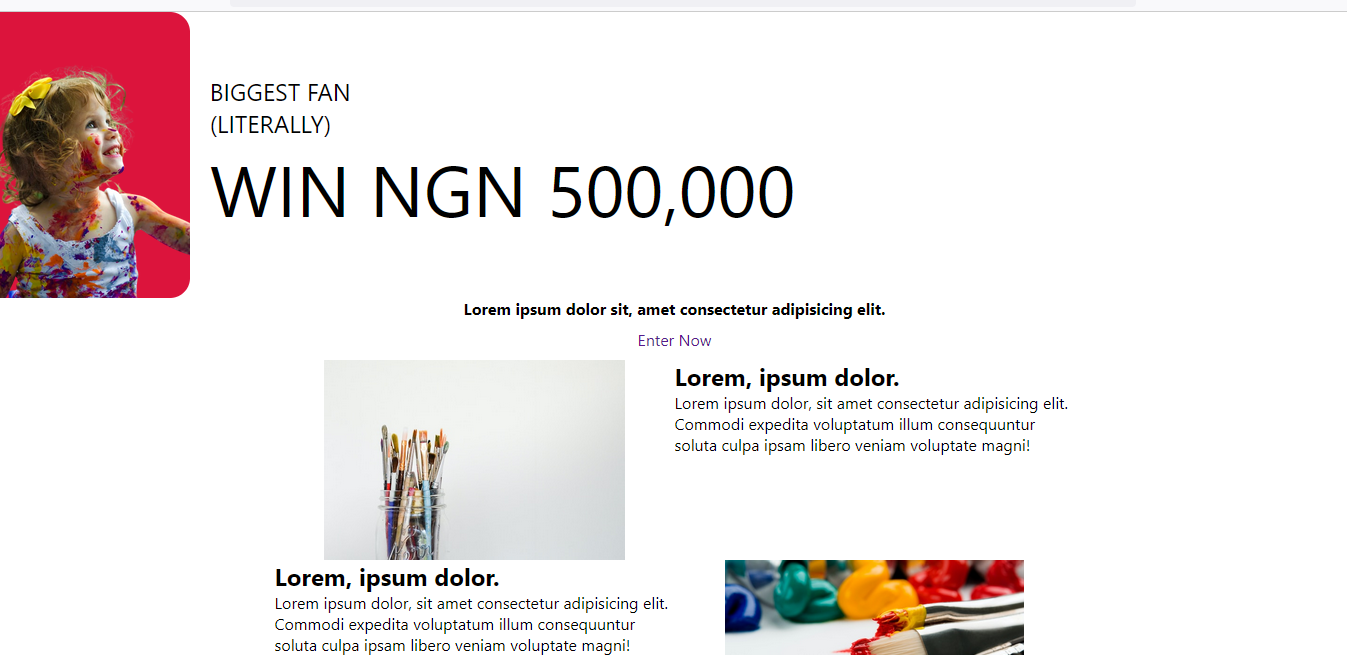 BIGGEST FAN
(LITERALLY)
WIN NGN 500,000
Lorem ipsum dolor sit, amet consectetur adipisicing elit.
Enter Now
Lorem, ipsum dolor.
Lorem ipsum dolor, sit amet consectetur adipisicing elit.
Commodi expedita voluptatum illum consequuntur
soluta culpa ipsam libero veniam voluptate magni!
Lorem, ipsum dolor.
Lorem ipsum dolor, sit amet consectetur adipisicing elit.
Commodi expedita voluptatum illum consequuntur
soluta culpa ipsam libero veniam voluptate magni!